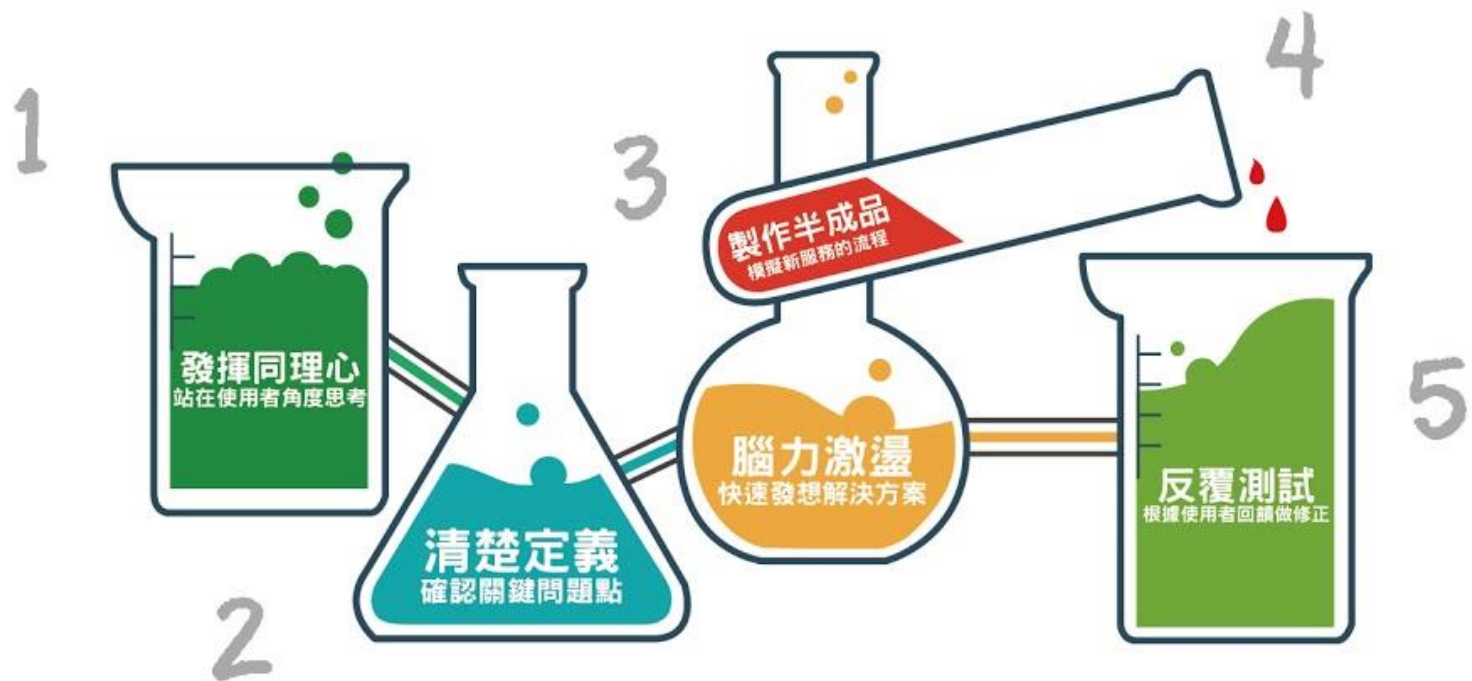 1
發揮同理心
站在使用者角度思考
2
清楚定義
確認關鍵問題點
3
腦力激盪
快速發想解決方案
4
製作半成品
模擬新服務的流程
5
反覆測試
根據使用者回饋做修正